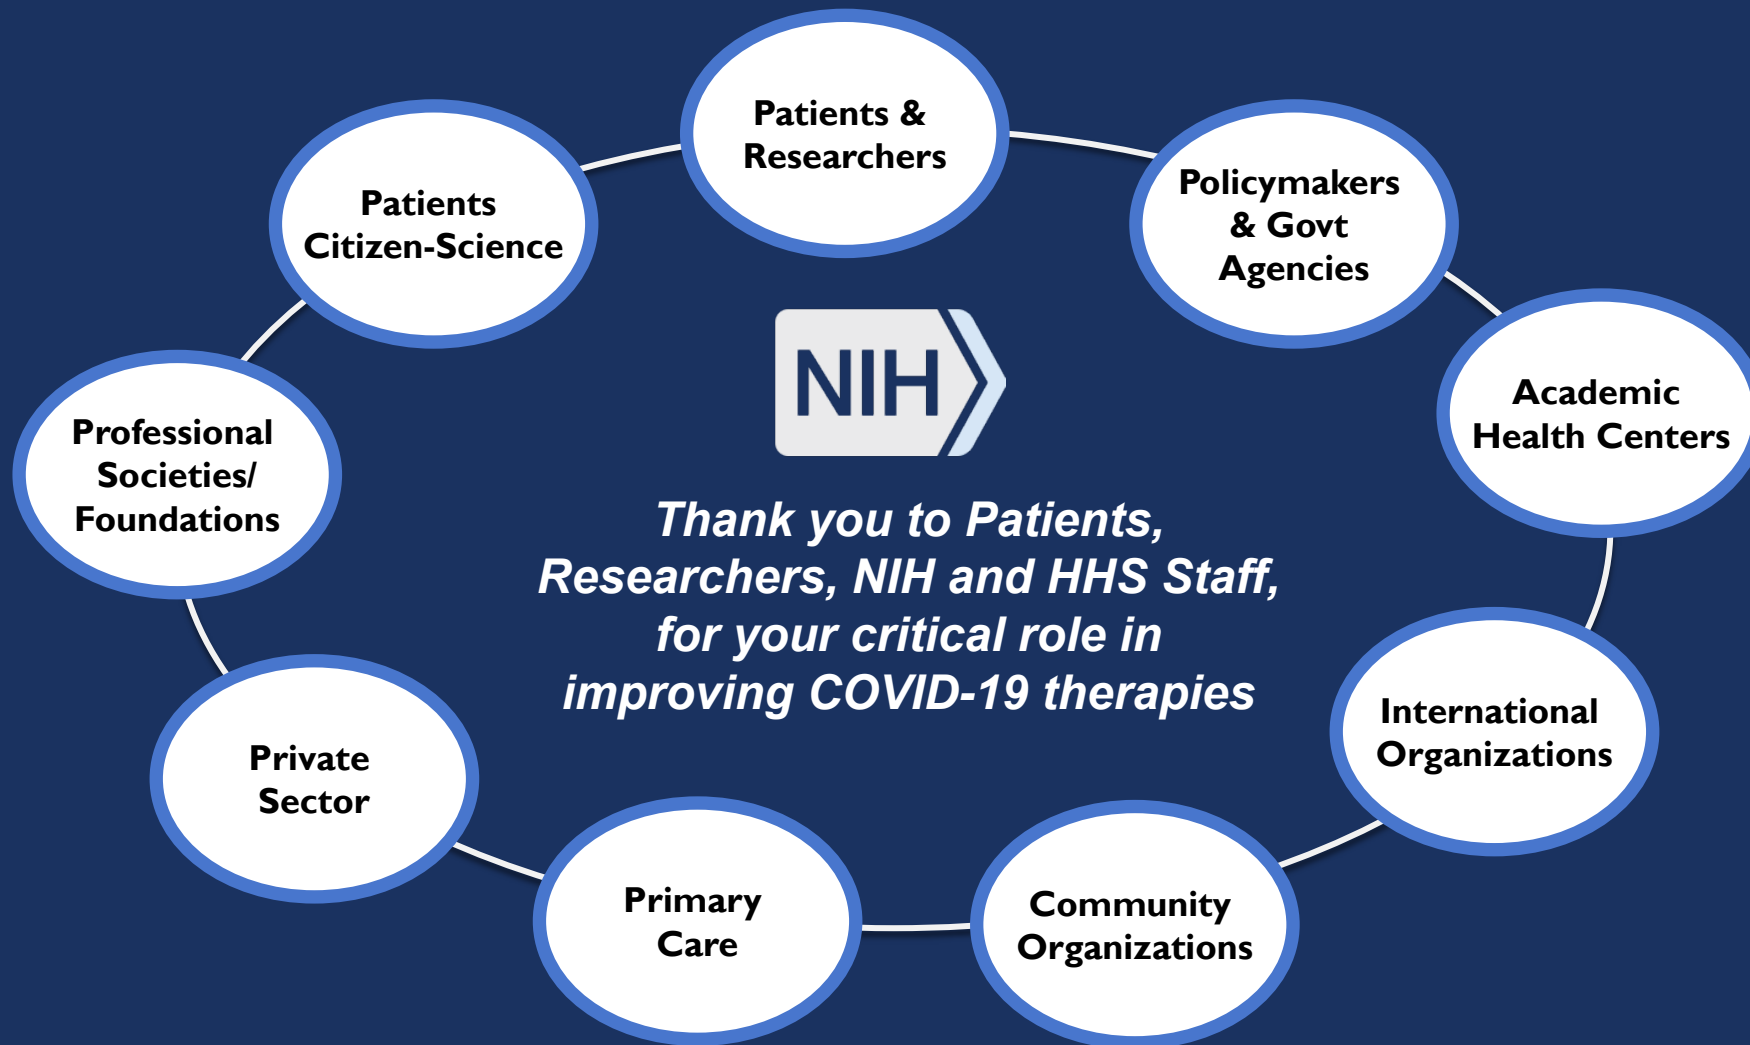 Patients &
Researchers
Policymakers
& Govt
Agencies
Academic
Health Centers
International
Organizations
Community
Organizations
Primary
Care
Private
Sector
Professional
Societies/
Foundations
Patients
Citizen-Science
NIH
Thank you to Patients,
Researchers, NIH and HHS Staff,
for your critical role in
improving COVID-19 therapies